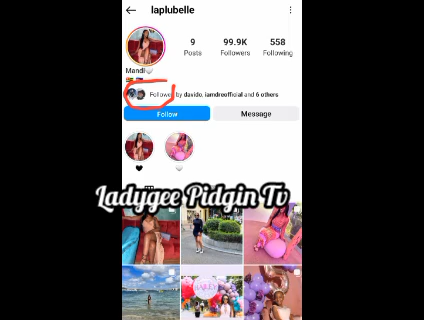 laplubelle
9 99.9K 558
Posts Followers Following
Mandi
Followed by davido, iamdreofficial and 6 others
Follow Message
Ladygee Pidgin Tv